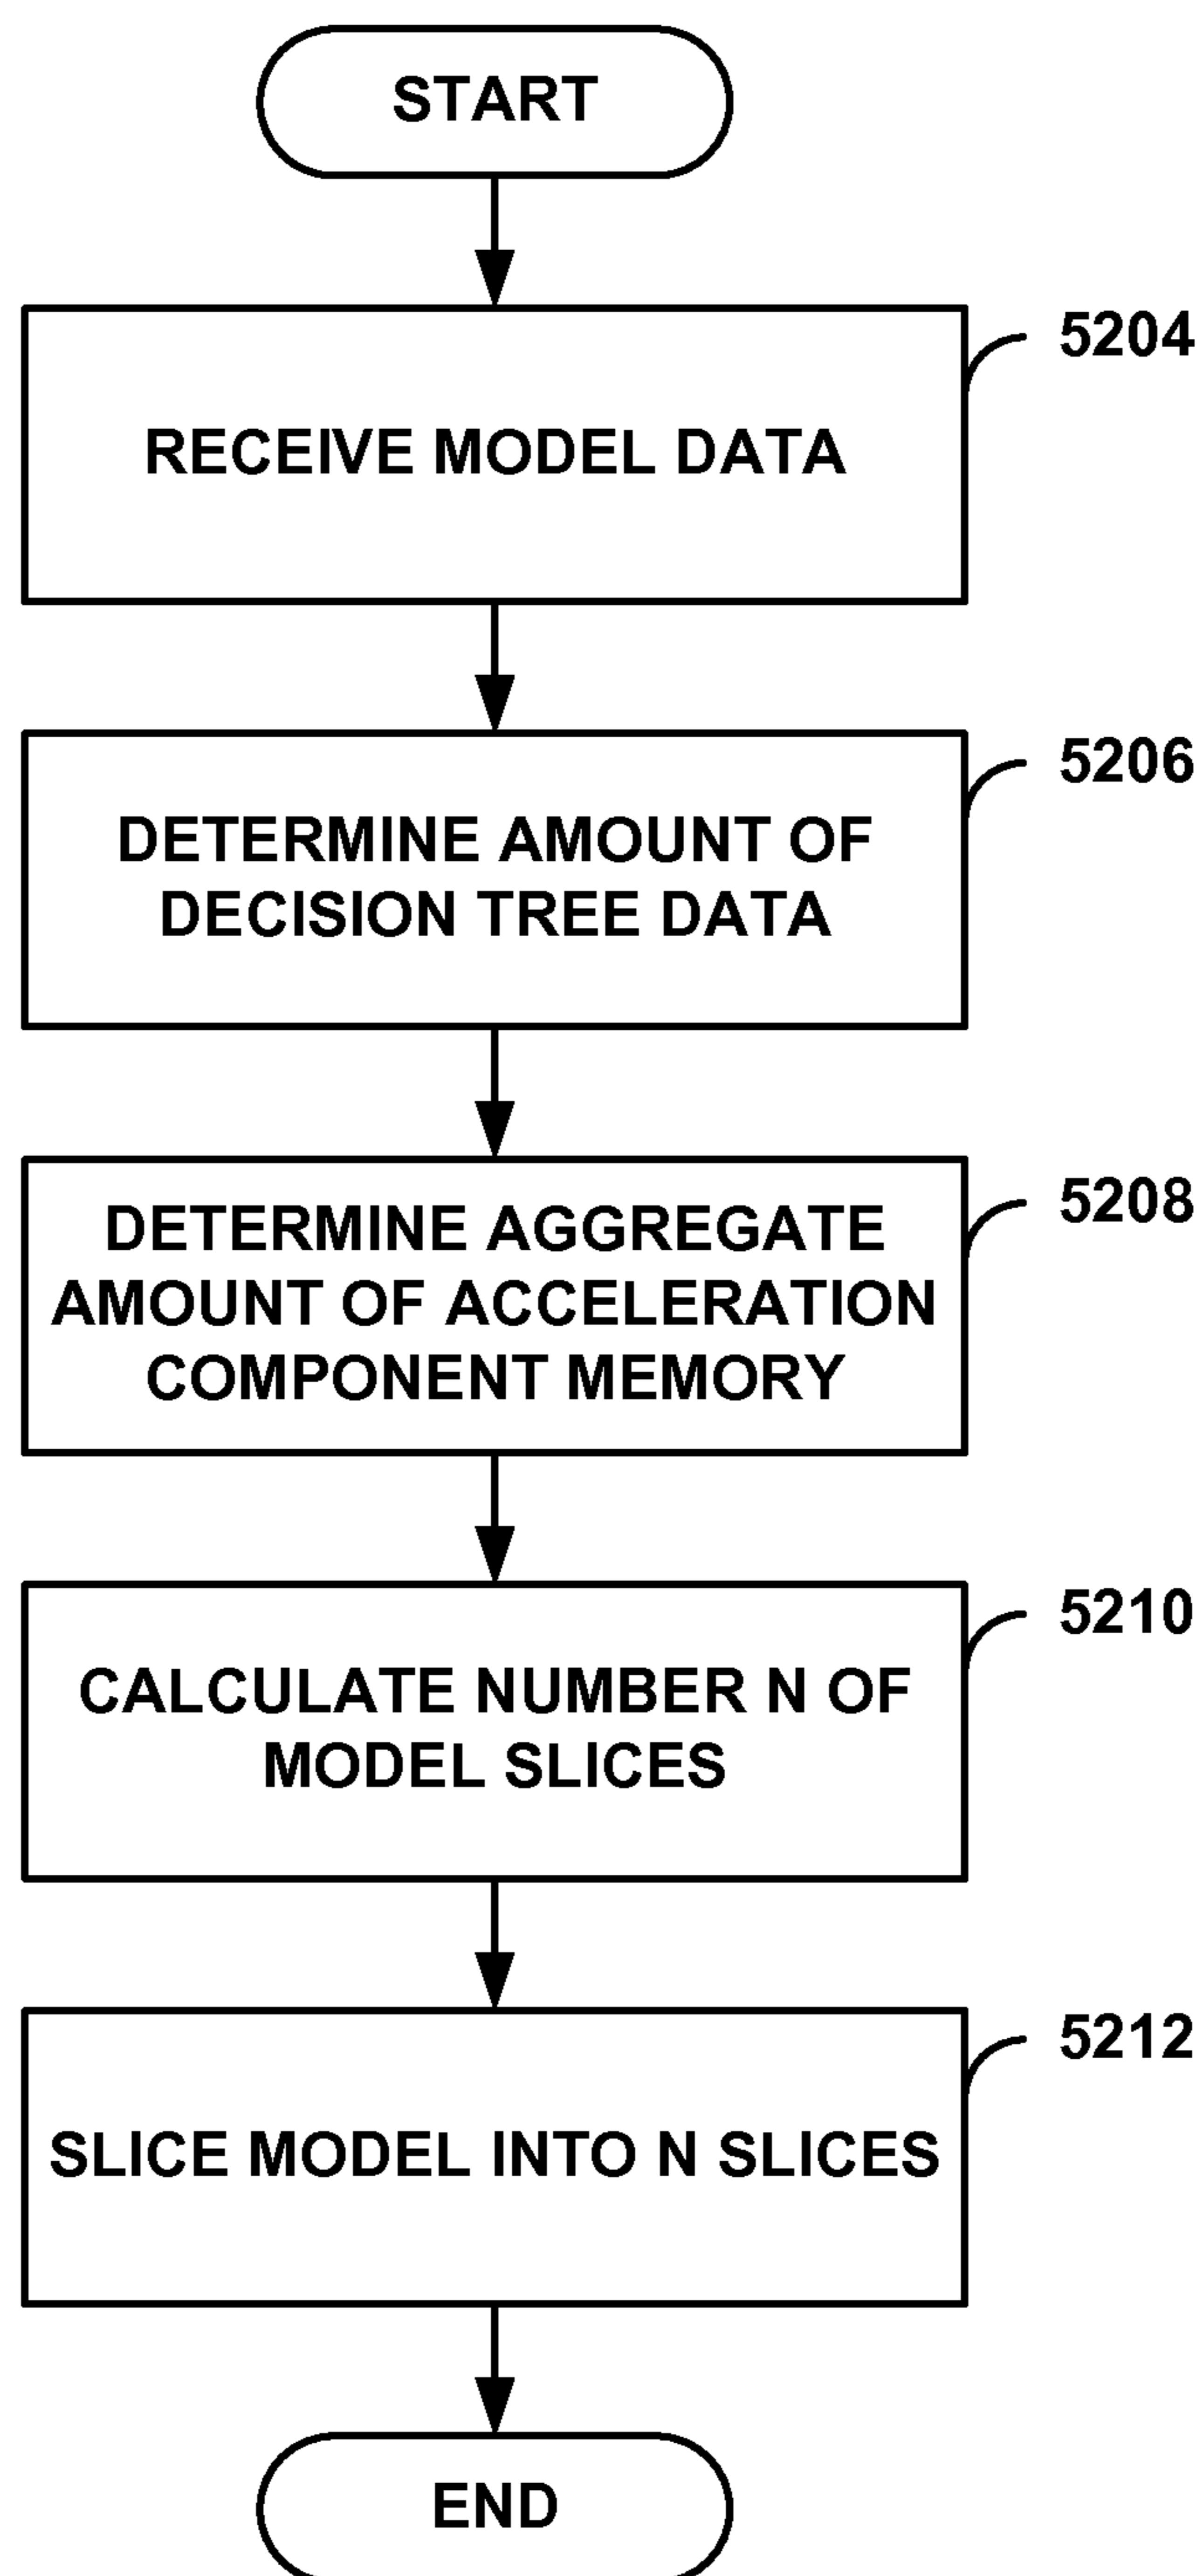 START
5204
RECEIVE MODEL DATA
5206
DETERMINE AMOUNT OF
DECISION TREE DATA
5208
DETERMINE AGGREGATE
AMOUNT OF ACCELERATION
COMPONENT MEMORY
5210
CALCULATE NUMBER N OF
MODEL SLICES
5212
SLICE MODEL INTO N SLICES
END